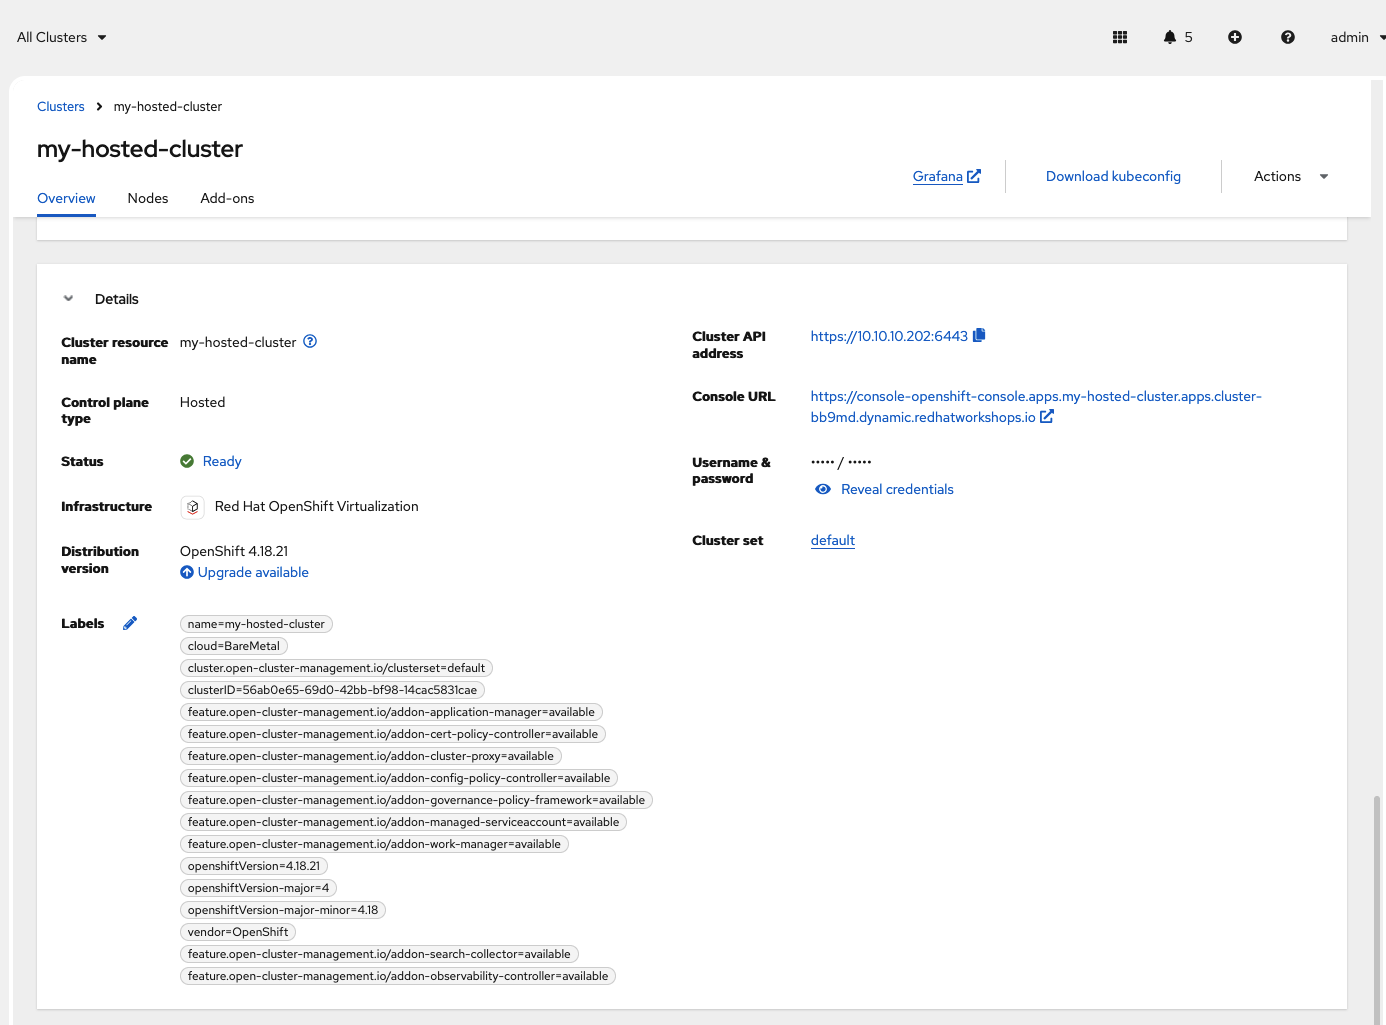 All Clusters
5
admin
Clusters
my-hosted-cluster
my-hosted-cluster
Grafana
Download kubeconfig
Actions
Overview
Nodes
Add-ons
Details
Cluster resource
name
my-hosted-cluster
Control plane
type
Hosted
Status
Ready
Infrastructure
Red Hat OpenShift Virtualization
Distribution
version
OpenShift 4.18.21
Upgrade available
Labels
name=my-hosted-cluster
cloud=BareMetal
cluster.open-cluster-management.io/clusterset=default
clusterID=56ab0e65-69d0-42bb-bf98-14cac5831cae
feature.open-cluster-management.io/addon-application-manager=available
feature.open-cluster-management.io/addon-cert-policy-controller=available
feature.open-cluster-management.io/addon-cluster-proxy=available
feature.open-cluster-management.io/addon-config-policy-controller=available
feature.open-cluster-management.io/addon-governance-policy-framework=available
feature.open-cluster-management.io/addon-managed-serviceaccount=available
feature.open-cluster-management.io/addon-work-manager=available
openshiftVersion=4.18.21
openshiftVersion-major=4
openshiftVersion-major-minor=4.18
vendor=OpenShift
feature.open-cluster-management.io/addon-search-collector=available
feature.open-cluster-management.io/addon-observability-controller=available
Cluster API
address
https://10.10.10.202:6443
Console URL
https://console-openshift-console.apps.my-hosted-cluster.apps.cluster-
bb9md.dynamic.redhatworkshops.io
Username &
password
••••• / •••••
Reveal credentials
Cluster set
default